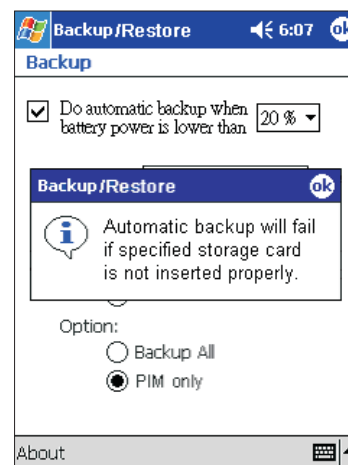 Backup/Restore 6:07 ok
Backup
Do automatic backup when
battery power is lower than 20 %
Backup/Restore ok
Automatic backup will fail
if specified storage card
is not inserted properly.
Option:
Backup All
PIM only
About